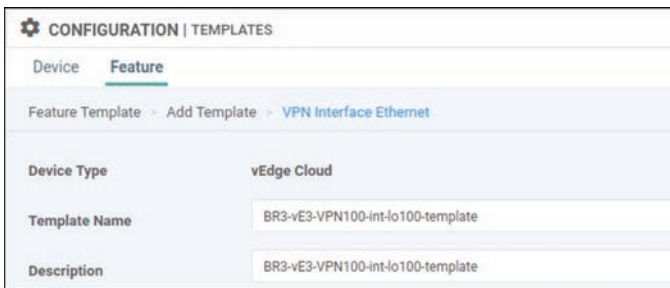 CONFIGURATION | TEMPLATES
Device Feature
Feature Template > Add Template > VPN Interface Ethernet
Device Type vEdge Cloud
Template Name BR3-vE3-VPN100-int-lo100-template
Description BR3-vE3-VPN100-int-lo100-template